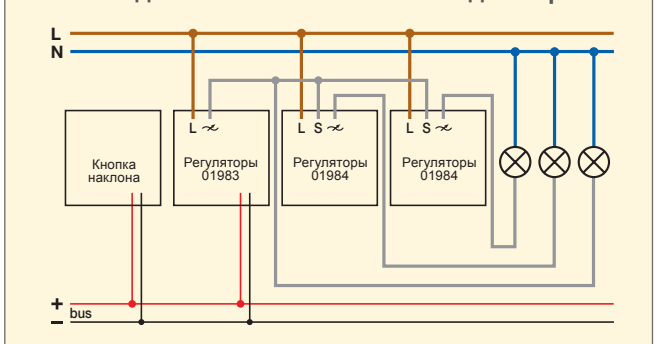 L
N
L
L S
L S
Кнопка
наклона
Регуляторы
01983
Регуляторы
01984
Регуляторы
01984
+
bus
–